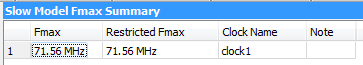 Slow Model Fmax Summary
Fmax Restricted Fmax Clock Name Note
1 71.56 MHz 71.56 MHz clock1